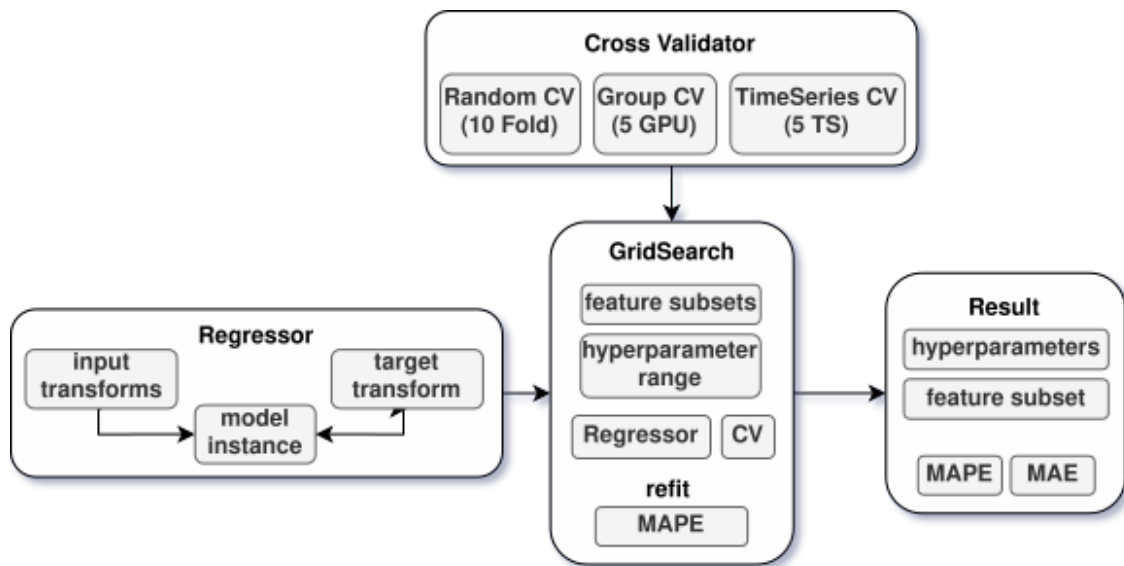 Cross Validator
Random CV
(10 Fold)
Group CV
(5 GPU)
TimeSeries CV
(5 TS)
Regressor
input
transforms
model
instance
target
transform
GridSearch
feature subsets
hyperparameter
range
Regressor
CV
refit
MAPE
Result
hyperparameters
feature subset
MAPE
MAE